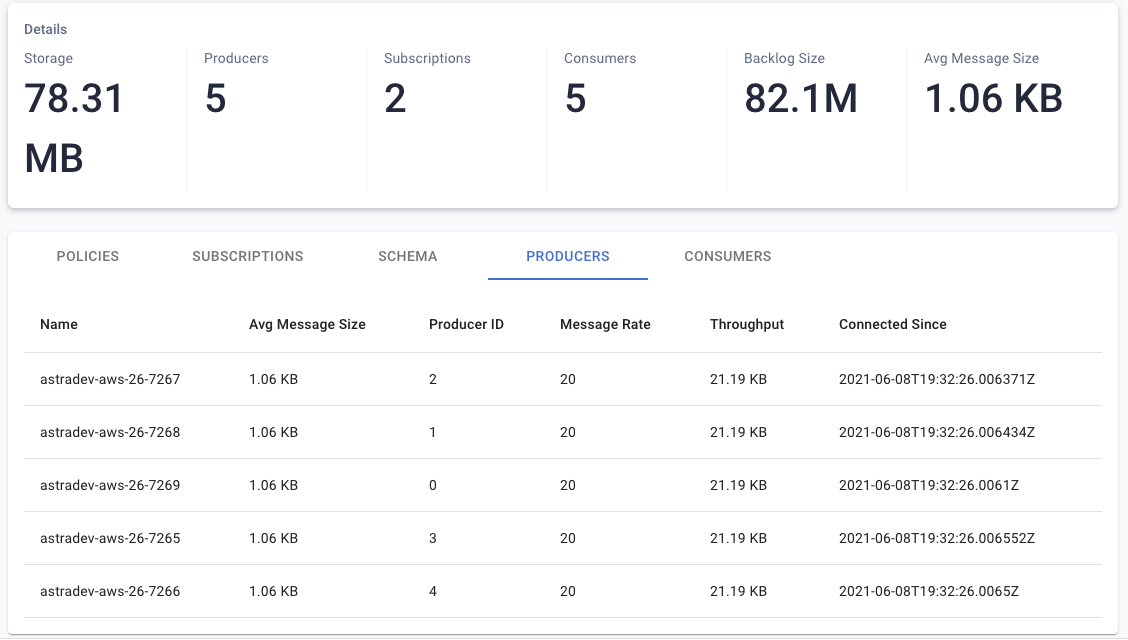 Details
Storage Producers Subscriptions Consumers Backlog Size Avg Message Size
78.31 MB 5 2 5 82.1M 1.06 KB
POLICIES SUBSCRIPTIONS SCHEMA PRODUCERS CONSUMERS
Name Avg Message Size Producer ID Message Rate Throughput Connected Since
astradev-aws-26-7267 1.06 KB 2 20 21.19 KB 2021-06-08T19:32:26.006371Z
astradev-aws-26-7268 1.06 KB 1 20 21.19 KB 2021-06-08T19:32:26.006434Z
astradev-aws-26-7269 1.06 KB 0 20 21.19 KB 2021-06-08T19:32:26.0061Z
astradev-aws-26-7265 1.06 KB 3 20 21.19 KB 2021-06-08T19:32:26.006552Z
astradev-aws-26-7266 1.06 KB 4 20 21.19 KB 2021-06-08T19:32:26.0065Z